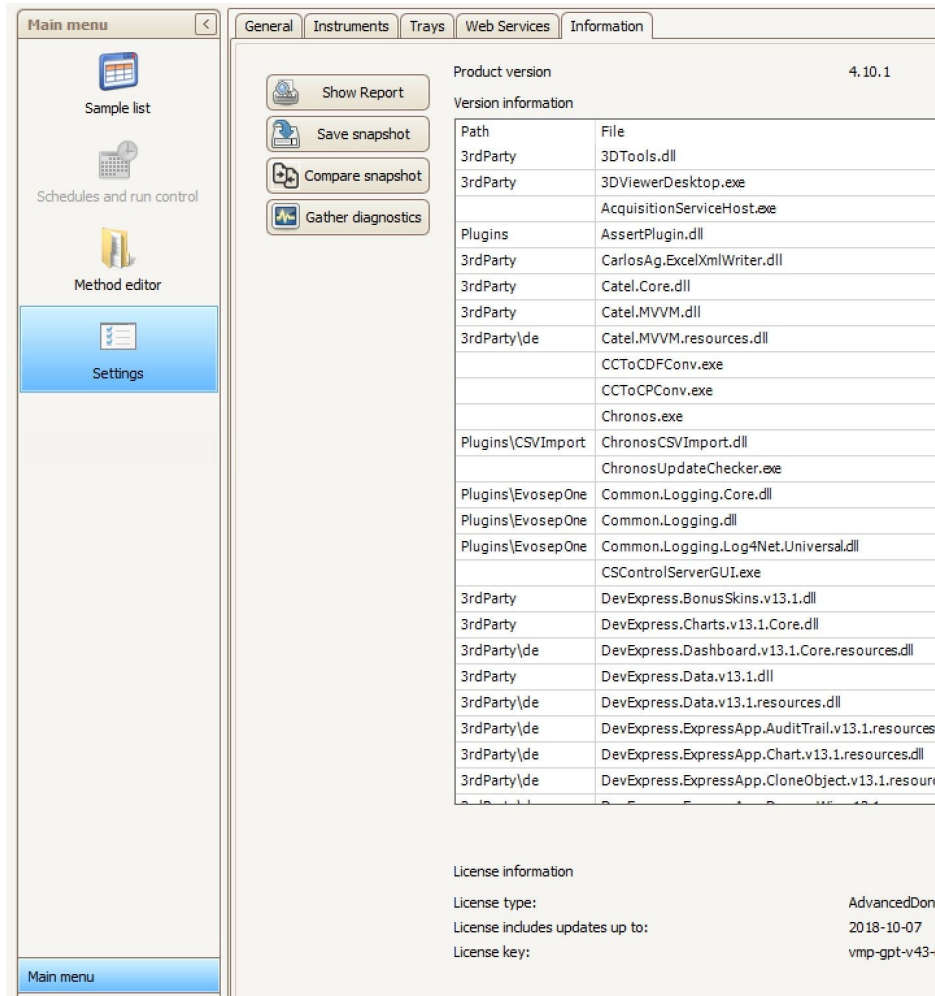 Main menu
<
General
Instruments
Trays
Web Services
Information
Sample list
Schedules and run control
Method editor
Settings
Main menu
Show Report
Save snapshot
Compare snapshot
Gather diagnostics
Product version 4.10.1
Version information
Path File
3rdParty 3DTools.dll
3rdParty 3DViewerDesktop.exe
AcquisitionServiceHost.exe
Plugins AssertPlugin.dll
3rdParty CarlosAg.ExcelXmlWriter.dll
3rdParty Catel.Core.dll
3rdParty Catel.MVVM.dll
3rdParty\de Catel.MVVM.resources.dll
CCToCDFConv.exe
CCToCPConv.exe
Chronos.exe
Plugins\CSVImport ChronosCSVImport.dll
ChronosUpdateChecker.exe
Plugins\EvosepOne Common.Logging.Core.dll
Plugins\EvosepOne Common.Logging.dll
Plugins\EvosepOne Common.Logging.Log4Net.Universal.dll
CSControlServerGUI.exe
3rdParty DevExpress.BonusSkins.v13.1.dll
3rdParty DevExpress.Charts.v13.1.Core.dll
3rdParty\de DevExpress.Dashboard.v13.1.Core.resources.dll
3rdParty DevExpress.Data.v13.1.dll
3rdParty\de DevExpress.Data.v13.1.resources.dll
3rdParty\de DevExpress.ExpressApp.AuditTrail.v13.1.resources
3rdParty\de DevExpress.ExpressApp.Chart.v13.1.resources.dll
3rdParty\de DevExpress.ExpressApp.CloneObject.v13.1.resour
License information
License type: AdvancedDon
License includes updates up to: 2018-10-07
License key: vmp-gpt-v43-